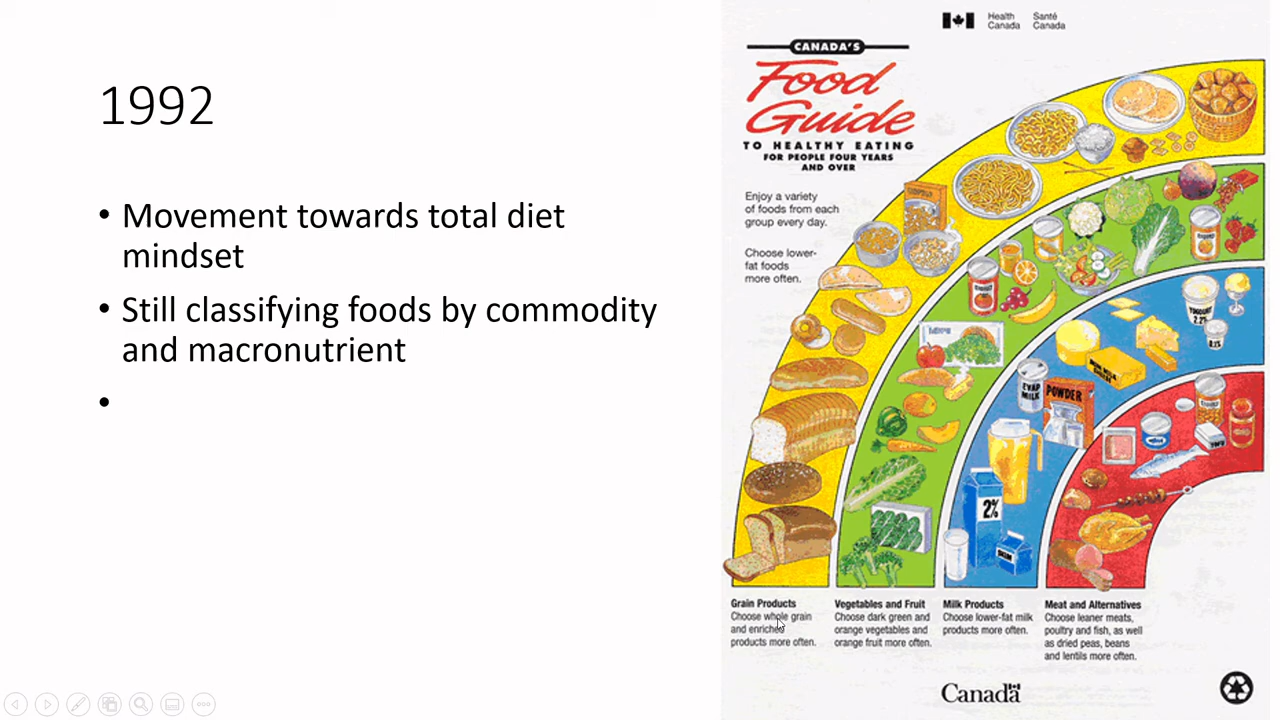 1992
• Movement towards total diet
mindset
• Still classifying foods by commodity
and macronutrient
•
Health
Canada
Santé
Canada
CANADA'S
Food
Guide
TO HEALTHY EATING
FOR PEOPLE FOUR YEARS
AND OVER
Enjoy a variety
of foods from each
group every day.
Choose lower-
fat foods
more often.
YOGOURT
2%
EVAP
MILK
POWDER
2%
SKIM
TOFU
Grain Products
Choose whole grain
and enriched
products more often.
Vegetables and Fruit
Choose dark green and
orange vegetables and
orange fruit more often.
Milk Products
Choose lower-fat milk
products more often.
Meat and Alternatives
Choose leaner meats,
poultry and fish, as well
as dried peas, beans
and lentils more often.
Canada